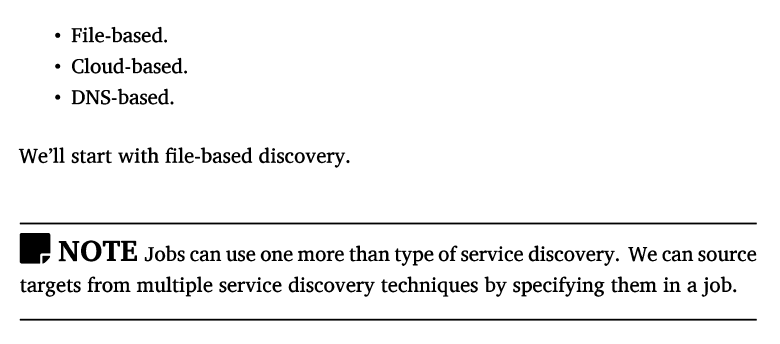 • File-based.
• Cloud-based.
• DNS-based.
We’ll start with file-based discovery.
NOTE Jobs can use one more than type of service discovery. We can source
targets from multiple service discovery techniques by specifying them in a job.